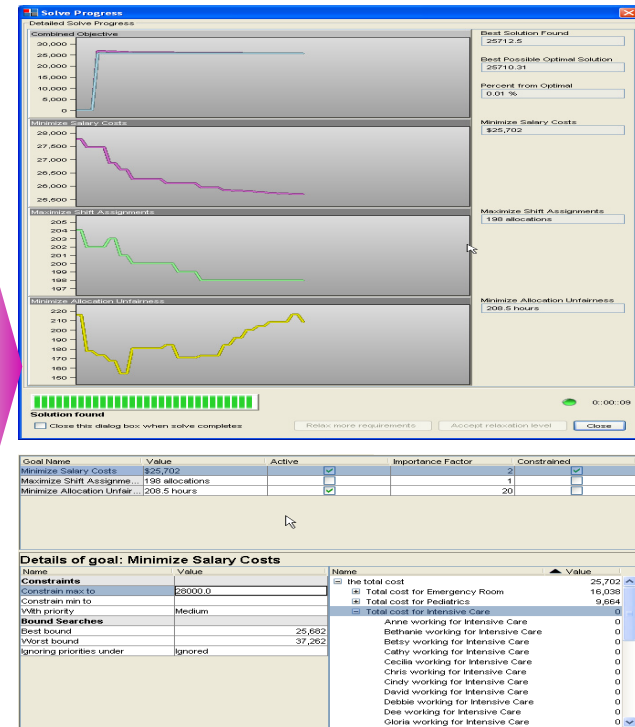 Solve Progress
Detailed Solve Progress
Combined Objective
30,000
25,000
20,000
15,000
10,000
5,000
0
Best Solution Found
25712.5
Best Possible Optimal Solution
25710.31
Percent from Optimal
0.01 %
Minimize Salary Costs
28,000
27,500
27,000
26,500
26,000
25,500
Minimize Salary Costs
$25,702
Maximize Shift Assignments
205
204
203
202
201
200
199
198
197
Maximize Shift Assignments
198 allocations
Minimize Allocation Unfairness
220
210
200
190
180
170
160
150
Minimize Allocation Unfairness
208.5 hours
0::00::09
Solution found
Close this dialog box when solve completes Relax more requirements Accept relaxation level Close
Goal Name Value Active Importance Factor Constrained
Minimize Salary Costs $25,702 2
Maximize Shift Assignme... 198 allocations 1
Minimize Allocation Unfair... 208.5 hours 20
Details of goal: Minimize Salary Costs
Name Value
Constraints
Constrain max to 28000.0
Constrain min to
With priority Medium
Bound Searches
Best bound 25,682
Worst bound 37,262
Ignoring priorities under Ignored
Name Value
the total cost 25,702
Total cost for Emergency Room 16,038
Total cost for Pediatrics 9,664
Total cost for Intensive Care 0
Anne working for Intensive Care 0
Bethanie working for Intensive Care 0
Betsy working for Intensive Care 0
Cathy working for Intensive Care 0
Cecilia working for Intensive Care 0
Chris working for Intensive Care 0
Cindy working for Intensive Care 0
David working for Intensive Care 0
Debbie working for Intensive Care 0
Dee working for Intensive Care 0
Gloria working for Intensive Care 0